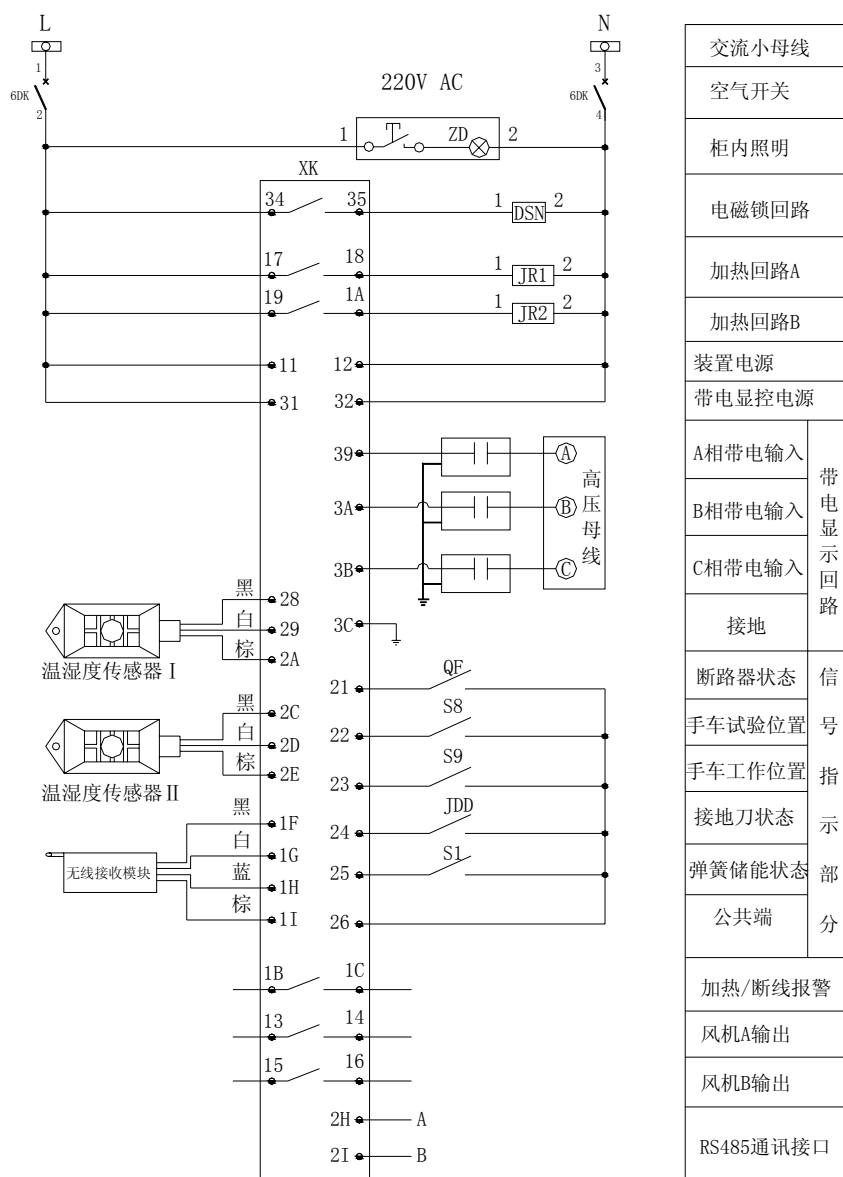 L N
1 3
6DK 6DK
2 4
220V AC
1 ZD 2
XK
34 35 1 DSN 2
17 18 1 JR1 2
19 1A 1 JR2 2
11 12
31 32
39 A
3A B
3B C
高压母线
黑 28
白 29
棕 2A
温湿度传感器Ⅰ
3C
21 QF
黑 2C
白 2D
棕 2E
温湿度传感器Ⅱ
22 S8
23 S9
黑 1F
白 1G
蓝 1H
棕 1I
无线接收模块
24 JDD
25 S1
26
1B 1C
13 14
15 16
2H A
2I B
交流小母线
空气开关
柜内照明
电磁锁回路
加热回路A
加热回路B
装置电源
带电显控电源
A相带电输入
B相带电输入
C相带电输入
接地
带电显示回路
断路器状态
手车试验位置
手车工作位置
接地刀状态
弹簧储能状态
公共端
信号指示部分
加热/断线报警
风机A输出
风机B输出
RS485通讯接口